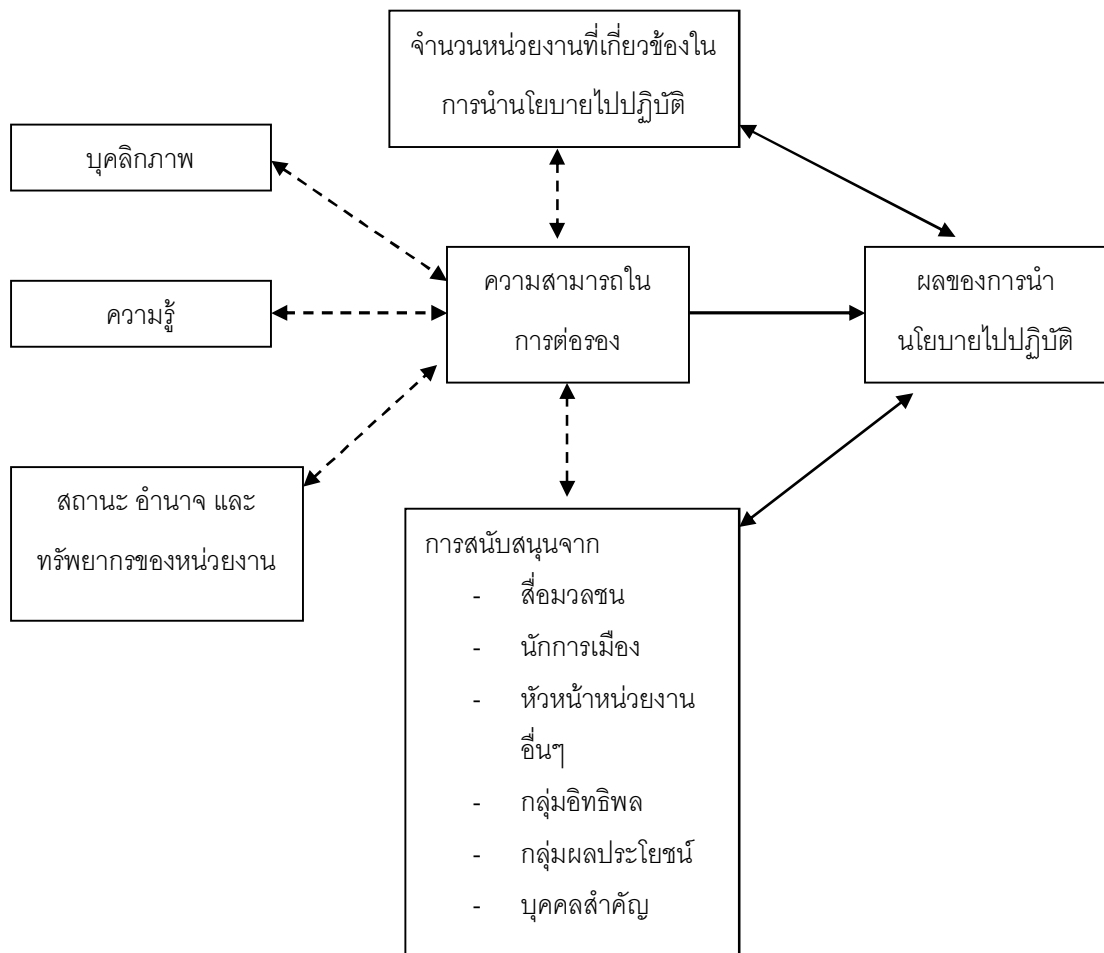 จำนวนหน่วยงานที่เกี่ยวข้องใน
การนำนโยบายไปปฏิบัติ
บุคลิกภาพ
ความสามารถใน
การต่อรอง
ผลของการนำ
นโยบายไปปฏิบัติ
ความรู้
สถานะ อำนาจ และ
ทรัพยากรของหน่วยงาน
การสนับสนุนจาก
- สื่อมวลชน
- นักการเมือง
- หัวหน้าหน่วยงาน
อื่นๆ
- กลุ่มอิทธิพล
- กลุ่มผลประโยชน์
- บุคคลสำคัญ